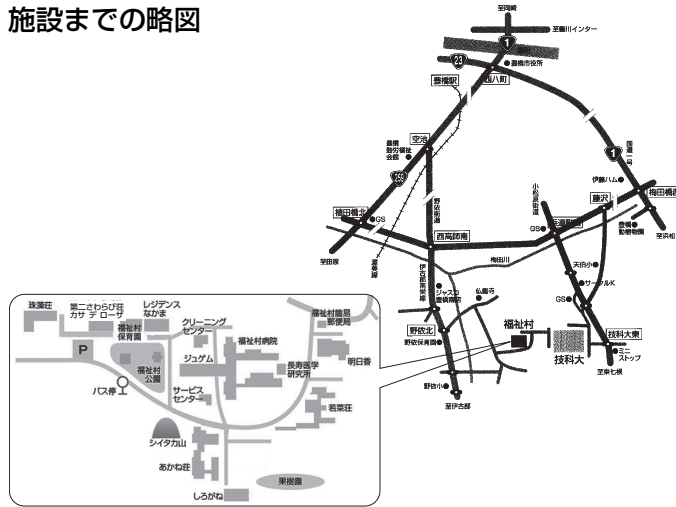 施設までの略図
至岡崎
至豊川インター
1
23
豊橋市役所
西八町
豊橋駅
豊橋
勤労福祉
会館
空池
259
国道一号
1
伊藤ハム
梅田橋西
藤沢
小松原街道
野依街道
植田橋北
GS
西高師南
GS
豊橋
動植物園
至浜松
至田原
渥美線
梅田川
伊古部南栄線
ジャスコ
豊橋南店
仏餉寺
天伯小
サークルK
GS
野依北
野依保育園
福祉村
技科大
技科大東
ミニ
ストップ
至東七根
野依小
至伊古部
珠藻荘
第二さわらび荘
カサ デ ローザ
レジデンス
なかま
福祉村
保育園
クリーニング
センター
福祉村簡易
郵便局
福祉村病院
明日香
P
福祉村
公園
ジュゲム
長寿医学
研究所
バス停
サービス
センター
若菜荘
シイタカ山
あかね荘
しろがね
果樹園